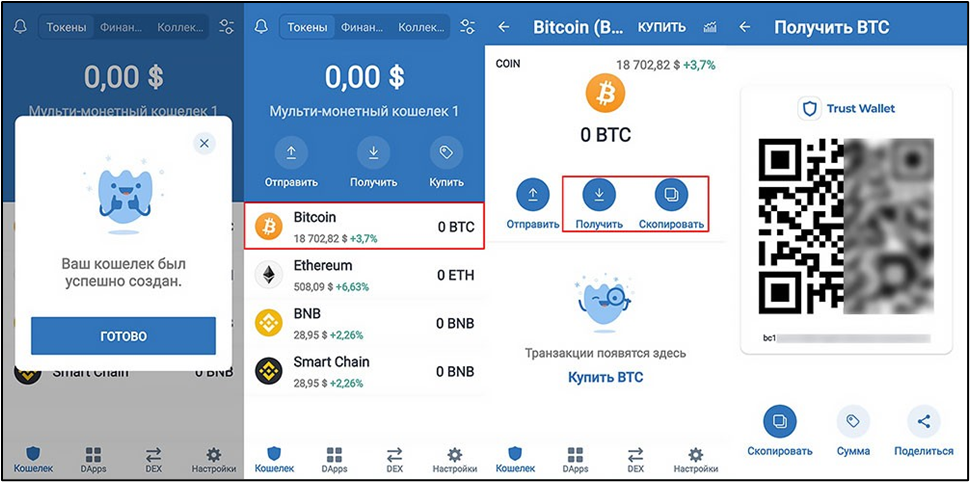 Токены Финан... Коллек...
0,00 $
Мульти-монетный кошелек 1
Ваш кошелек был
успешно создан.
ГОТОВО
Smart Chain 0 BNB
Кошелек DApps DEX Настройки
Токены Финан... Коллек...
0,00 $
Мульти-монетный кошелек 1
Отправить Получить Купить
Bitcoin
18 702,82 $ +3,7%
0 BTC
Ethereum
508,09 $ +6,63%
0 ETH
BNB
28,95 $ +2,26%
0 BNB
Smart Chain
28,95 $ +2,26%
0 BNB
Кошелек DApps DEX Настройки
Bitcoin (B... КУПИТЬ
COIN 18 702,82 $ +3,7%
0 BTC
Отправить Получить Скопировать
Транзакции появятся здесь
Купить BTC
Кошелек DApps DEX Настройки
Получить BTC
Trust Wallet
bc1
Скопировать Сумма Поделиться